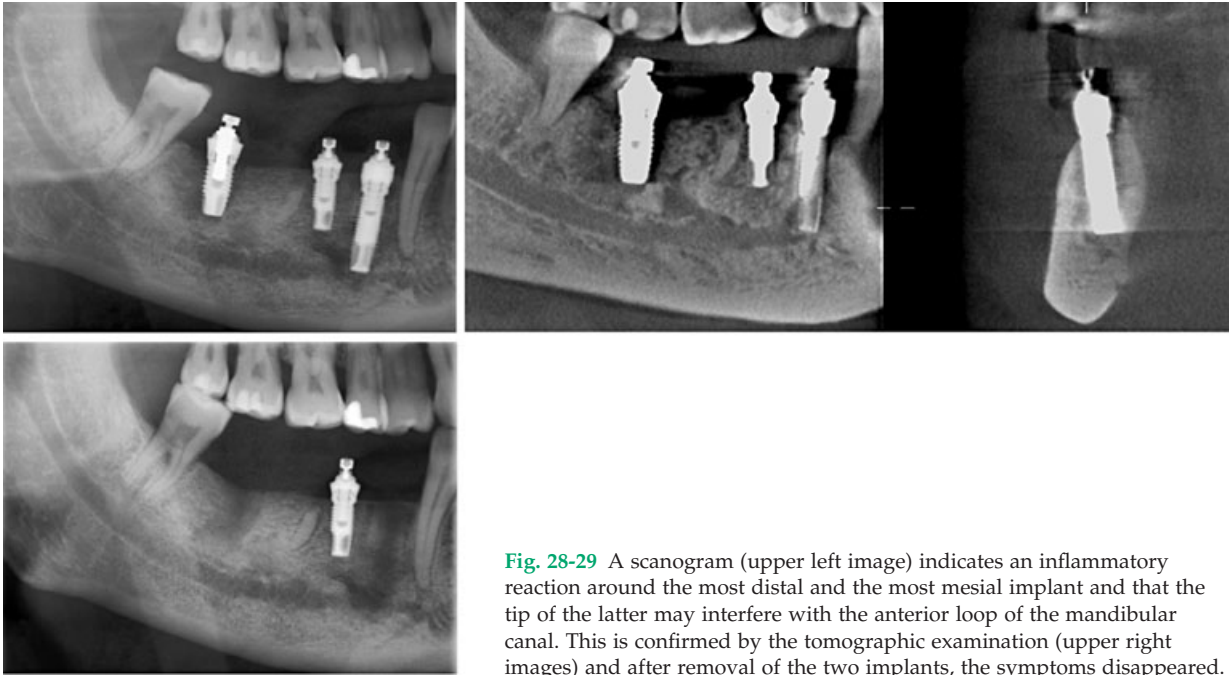 Fig. 28-29 A scanogram (upper left image) indicates an inflammatory
reaction around the most distal and the most mesial implant and that the
tip of the latter may interfere with the anterior loop of the mandibular
canal. This is confirmed by the tomographic examination (upper right
images) and after removal of the two implants, the symptoms disappeared.